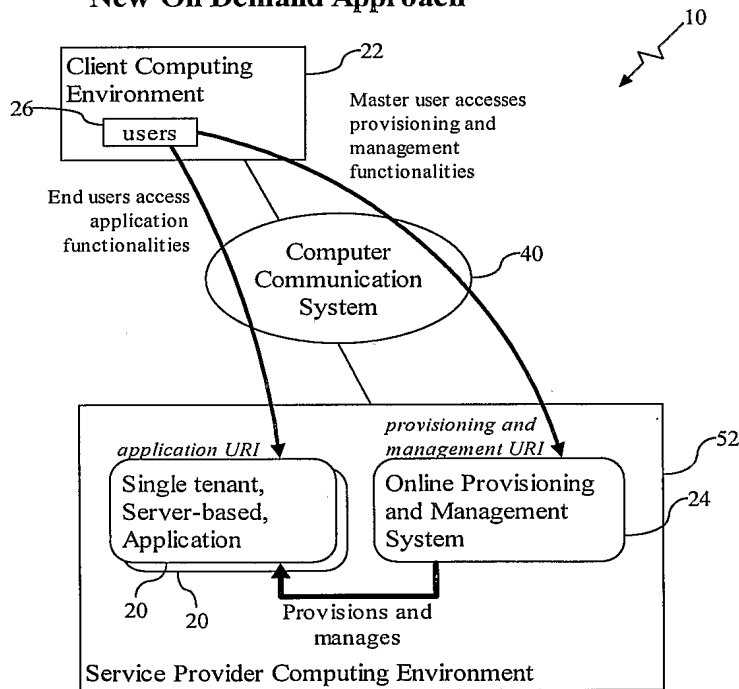 New On Demand Approach
10
22
Client Computing
Environment
26
users
Master user accesses
provisioning and
management
functionalities
End users access
application
functionalities
Computer
Communication
System
40
application URI
provisioning and
management URI
52
Single tenant,
Server-based,
Application
Online Provisioning
and Management
System
24
20
20
Provisions and
manages
Service Provider Computing Environment